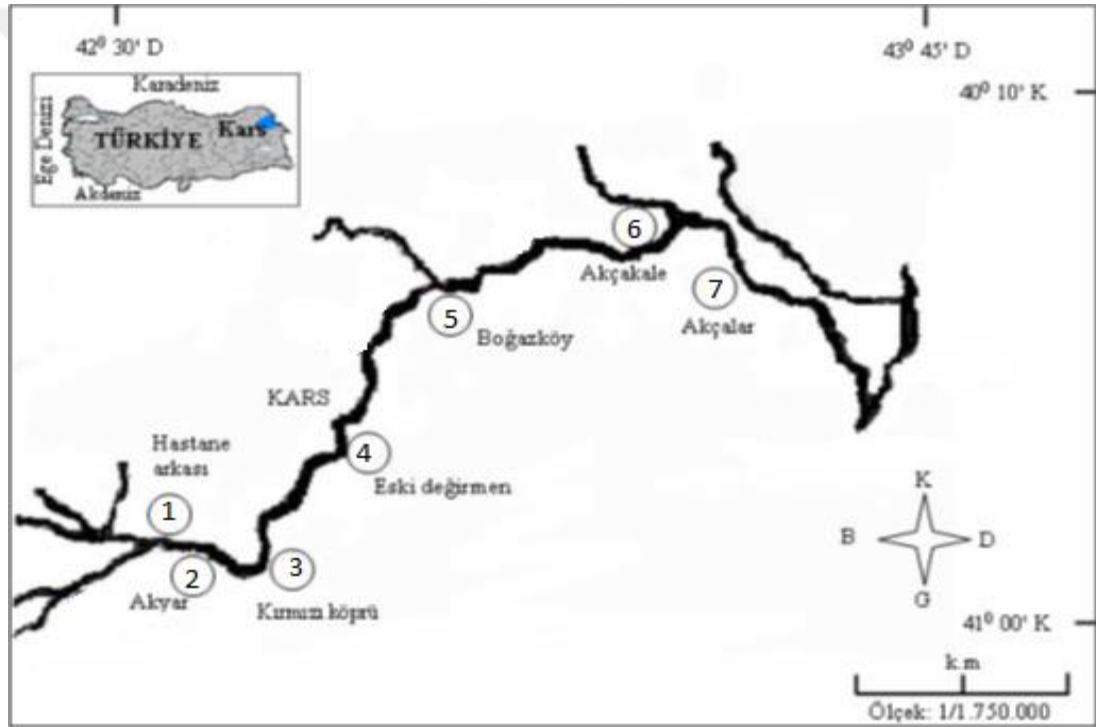 42⁰ 30' D
43⁰ 45' D
40⁰ 10' K
Karadeniz
Ege Denizi
TÜRKİYE
Kars
Akdeniz
6
Akçakale
7
Akçalar
5
Boğazköy
KARS
4
Eski değirmen
Hastane
arkası
1
2
Akyar
3
Kırmızı köprü
K
B
D
G
41⁰ 00' K
k.m
Ölçek: 1/1.750.000